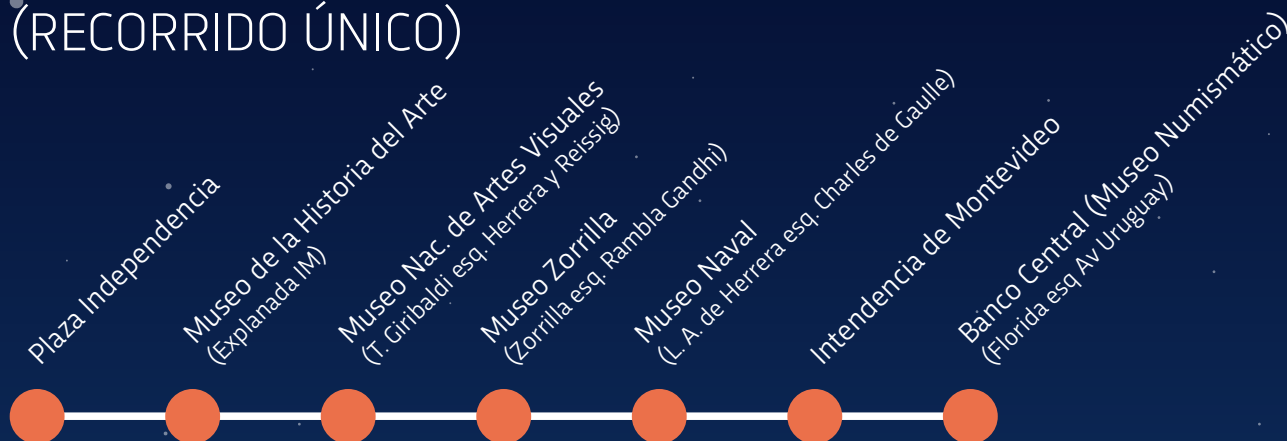 (RECORRIDO ÚNICO)
Plaza Independencia
Museo de la Historia del Arte
(Explanada IM)
Museo Nac. de Artes Visuales
(T. Giribaldi esq. Herrera y Reissig)
Museo Zorrilla
(Zorrilla esq. Rambla Gandhi)
Museo Naval
(L. A. de Herrera esq. Charles de Gaulle)
Intendencia de Montevideo
Banco Central (Museo Numismático)
(Florida esq Av Uruguay)